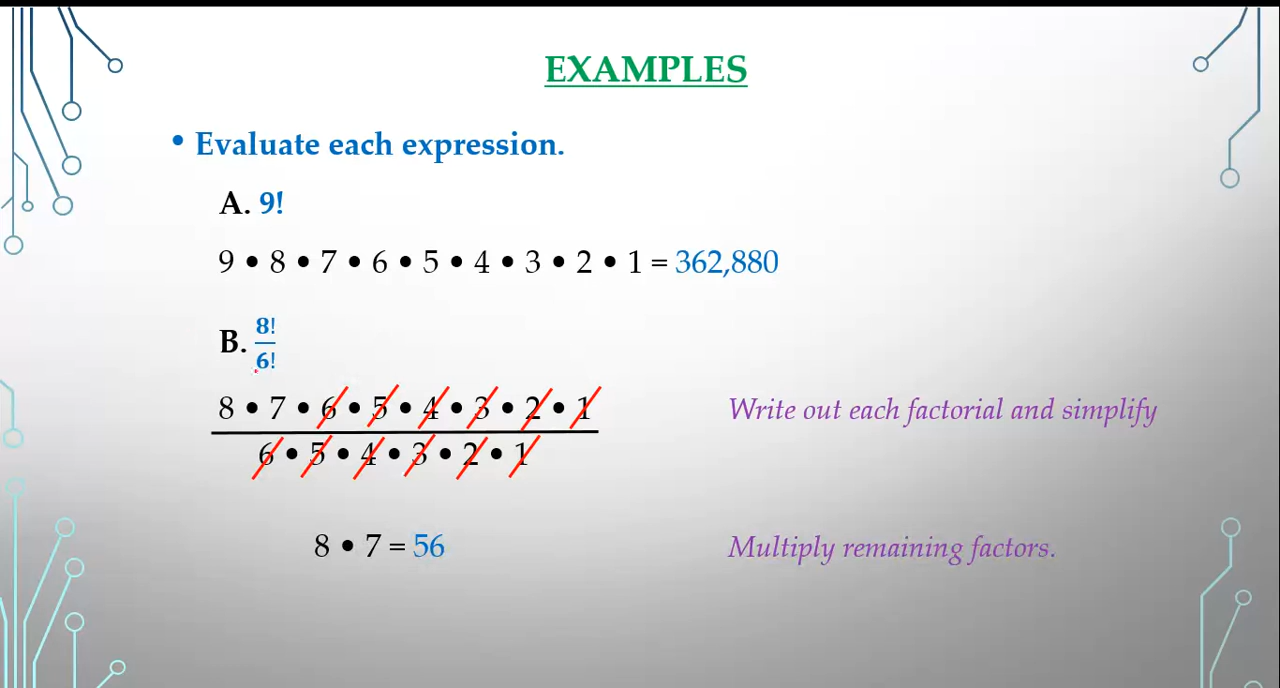 EXAMPLES
• Evaluate each expression.
A. 9!
9 • 8 • 7 • 6 • 5 • 4 • 3 • 2 • 1 = 362,880
B. 8!
6!
8 • 7 • 6 • 5 • 4 • 3 • 2 • 1
Write out each factorial and simplify
6 • 5 • 4 • 3 • 2 • 1
8 • 7 = 56
Multiply remaining factors.